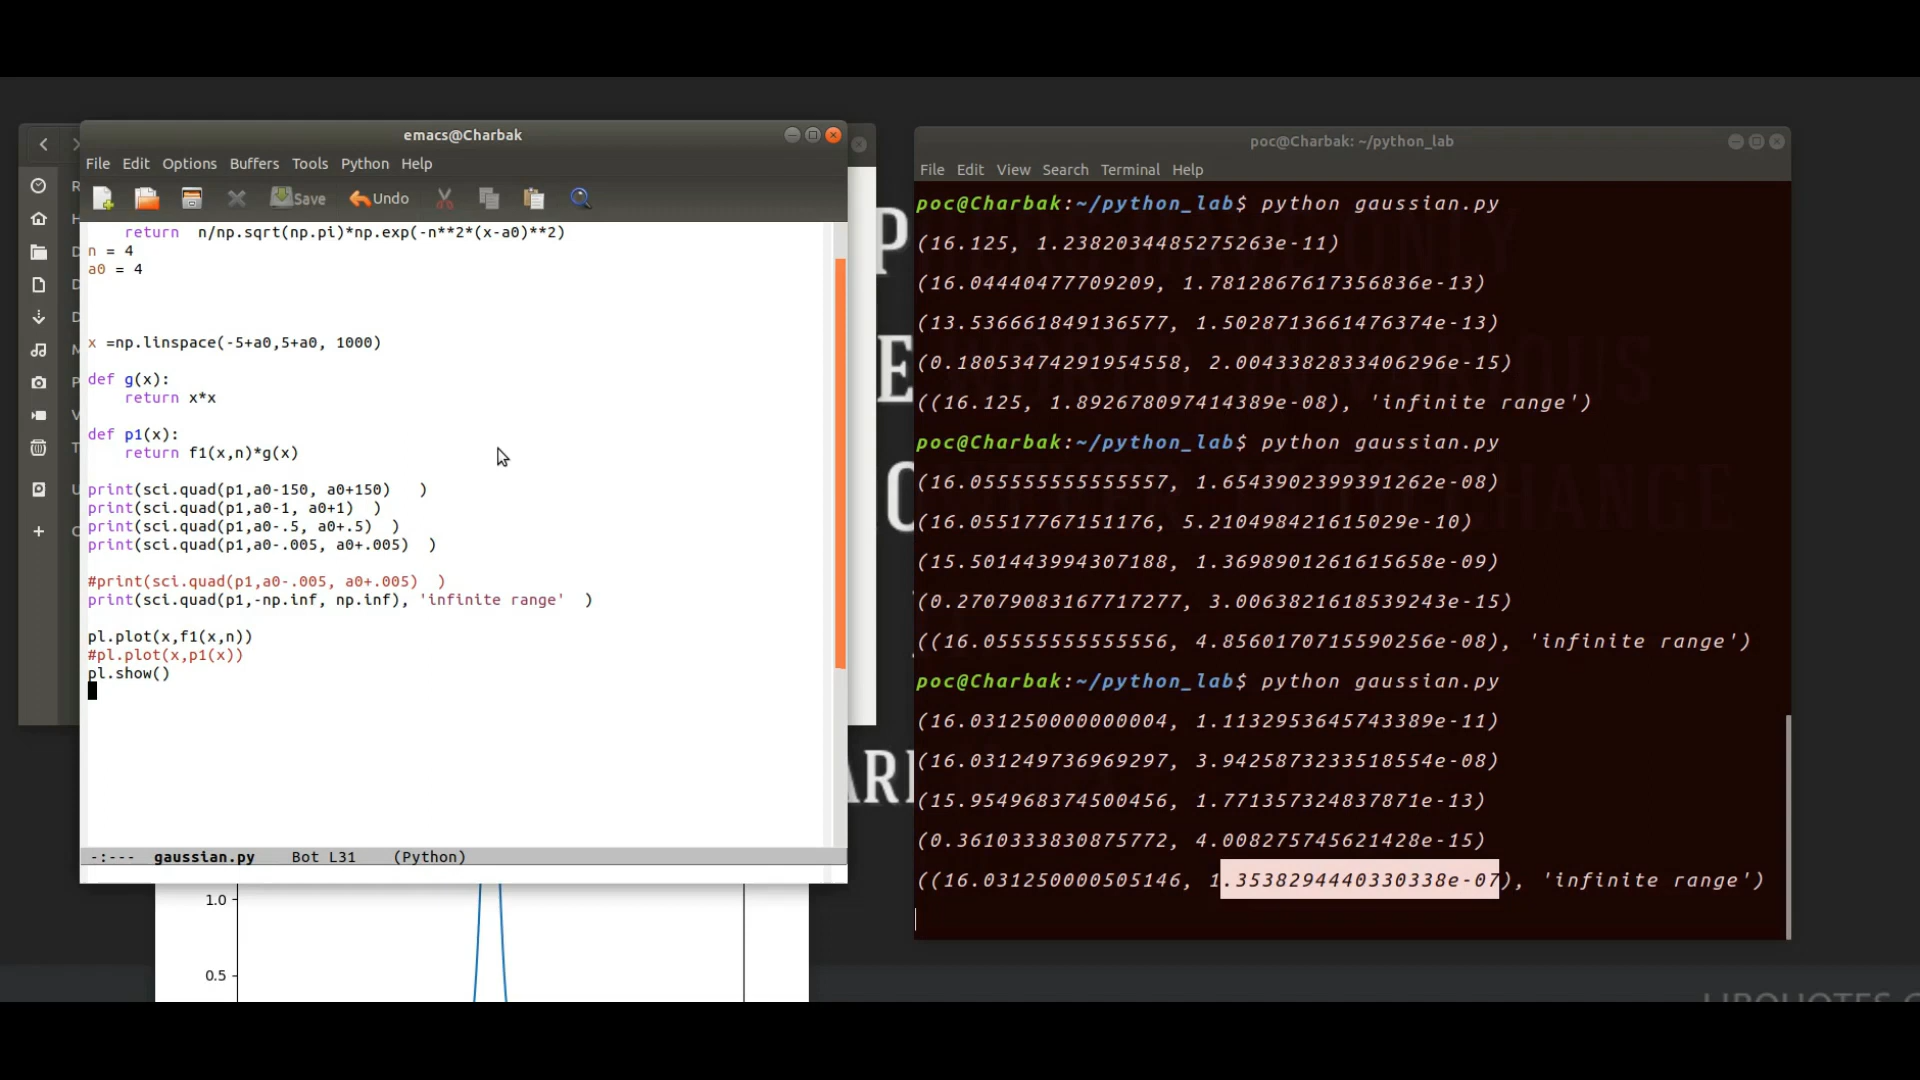 emacs@Charbak
File Edit Options Buffers Tools Python Help
Save Undo
return n/np.sqrt(np.pi)*np.exp(-n**2*(x-a0)**2)
n = 4
a0 = 4
x =np.linspace(-5+a0,5+a0, 1000)
def g(x):
return x*x
def p1(x):
return f1(x,n)*g(x)
print(sci.quad(p1,a0-150, a0+150) )
print(sci.quad(p1,a0-1, a0+1) )
print(sci.quad(p1,a0-.5, a0+.5) )
print(sci.quad(p1,a0-.005, a0+.005) )
#print(sci.quad(p1,a0-.005, a0+.005) )
print(sci.quad(p1,-np.inf, np.inf), 'infinite range' )
pl.plot(x,f1(x,n))
#pl.plot(x,p1(x))
pl.show()
-:--- gaussian.py Bot L31 (Python)
1.0
0.5
poc@Charbak: ~/python_lab
File Edit View Search Terminal Help
poc@Charbak:~/python_lab$ python gaussian.py
(16.125, 1.2382034485275263e-11)
(16.04440477709209, 1.7812867617356836e-13)
(13.536661849136577, 1.5028713661476374e-13)
(0.18053474291954558, 2.0043382833406296e-15)
((16.125, 1.892678097414389e-08), 'infinite range')
poc@Charbak:~/python_lab$ python gaussian.py
(16.055555555555557, 1.6543902399391262e-08)
(16.05517767151176, 5.210498421615029e-10)
(15.501443994307188, 1.3698901261615658e-09)
(0.27079083167717277, 3.0063821618539243e-15)
((16.05555555555556, 4.8560170715590256e-08), 'infinite range')
poc@Charbak:~/python_lab$ python gaussian.py
(16.031250000000004, 1.1132953645743389e-11)
(16.031249736969297, 3.9425873233518554e-08)
(15.954968374500456, 1.771357324837871e-13)
(0.36103333830875772, 4.008275745621428e-15)
((16.031250000505146, 1.3538294440330338e-07), 'infinite range')